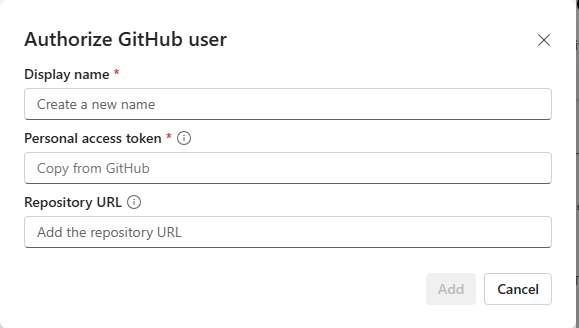 Authorize GitHub user
Display name *
Create a new name
Personal access token *
Copy from GitHub
Repository URL
Add the repository URL
Add Cancel